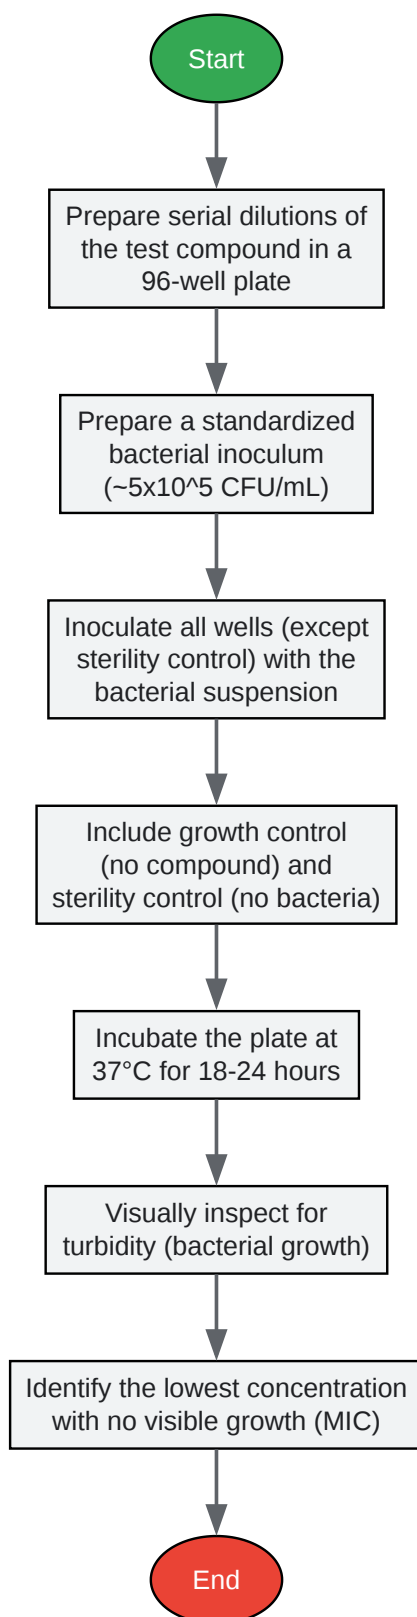 Start
Prepare serial dilutions of
the test compound in a
96-well plate
Prepare a standardized
bacterial inoculum
(~5x10^5 CFU/mL)
Inoculate all wells (except
sterility control) with the
bacterial suspension
Include growth control
(no compound) and
sterility control (no bacteria)
Incubate the plate at
37°C for 18-24 hours
Visually inspect for
turbidity (bacterial growth)
Identify the lowest concentration
with no visible growth (MIC)
End